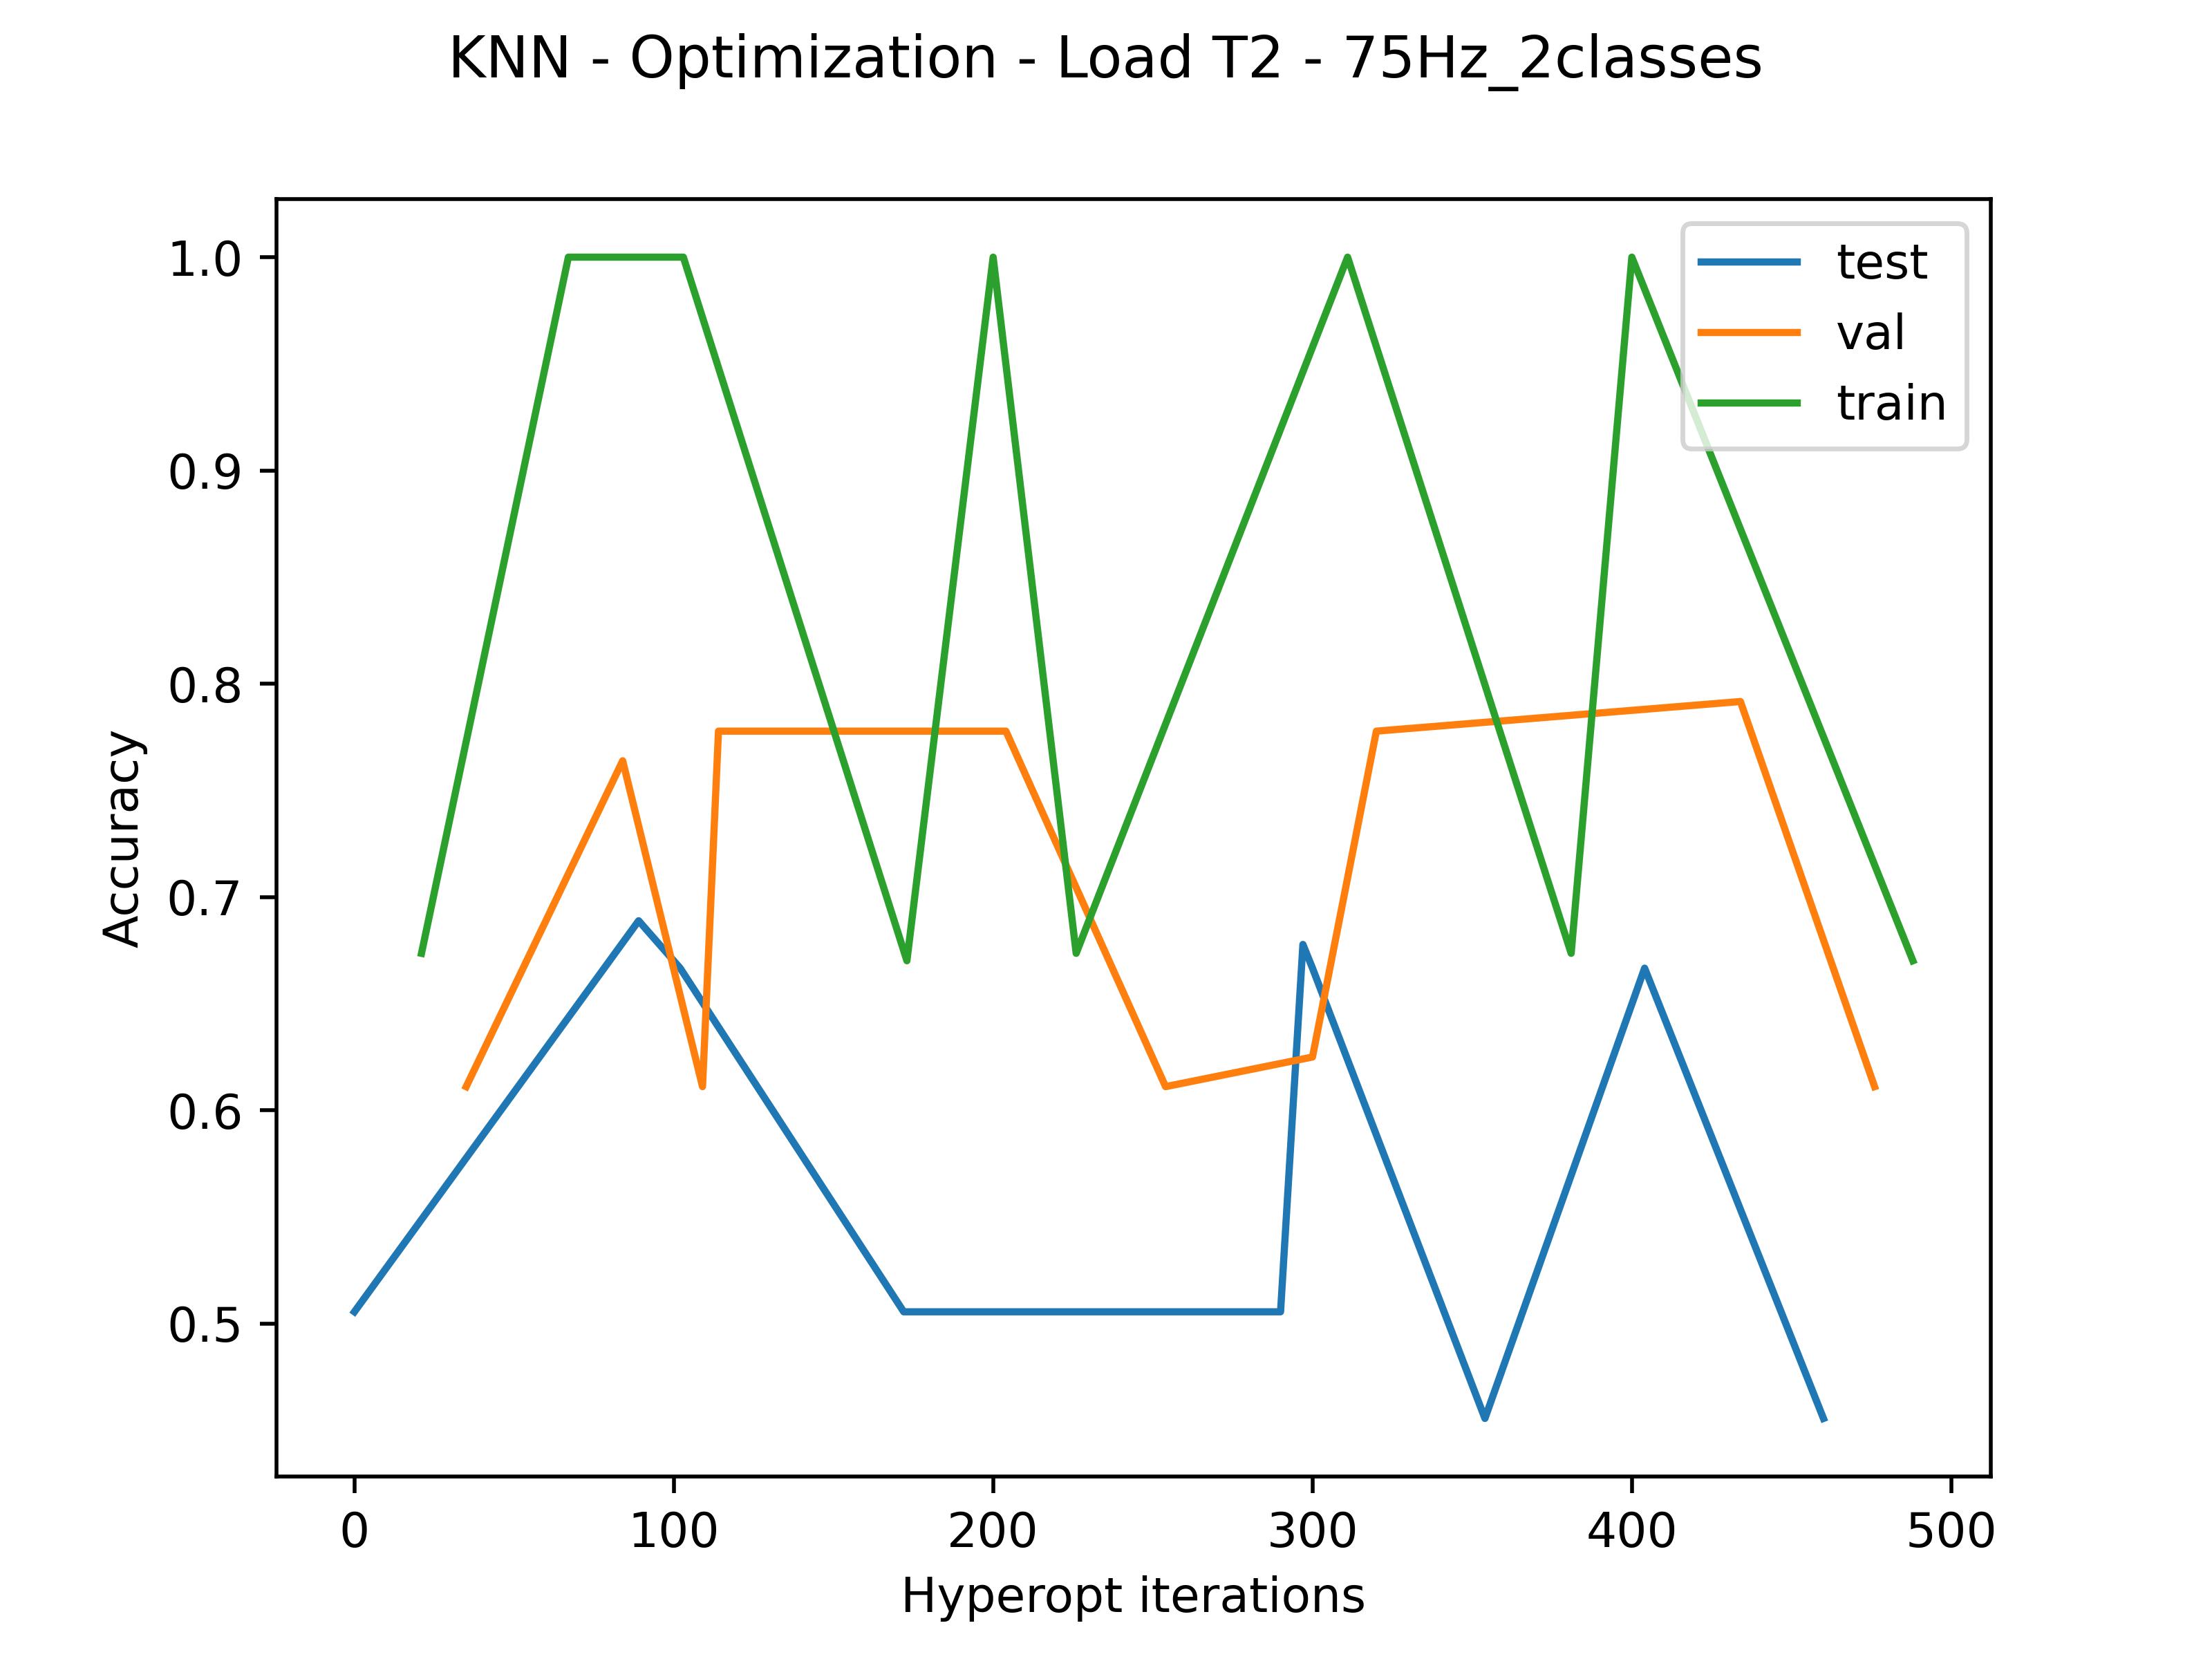 KNN - Optimization - Load T2 - 75Hz_2classes
test
val
train
1.0
0.9
0.8
0.7
0.6
0.5
Accuracy
0 100 200 300 400 500
Hyperopt iterations